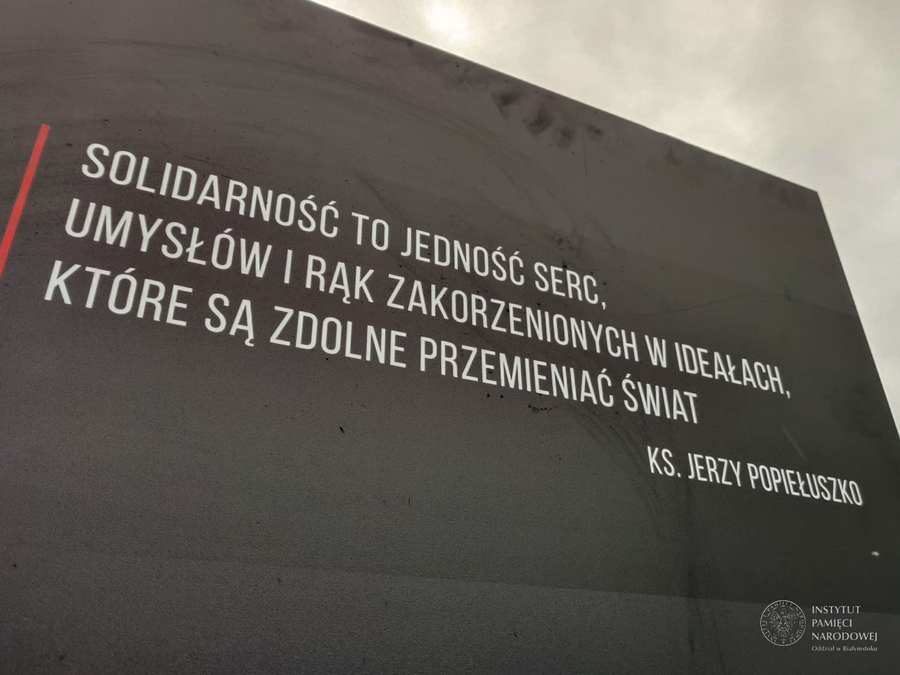 SOLIDARNOŚĆ TO JEDNOŚĆ SERC,
UMYSŁÓW I RĄK ZAKORZENIONYCH W IDEAŁACH,
KTÓRE SĄ ZDOLNE PRZEMIENIAĆ ŚWIAT
KS. JERZY POPIEŁUSZKO
INSTYTUT
PAMIĘCI
NARODOWEJ
Oddział w Białymstoku